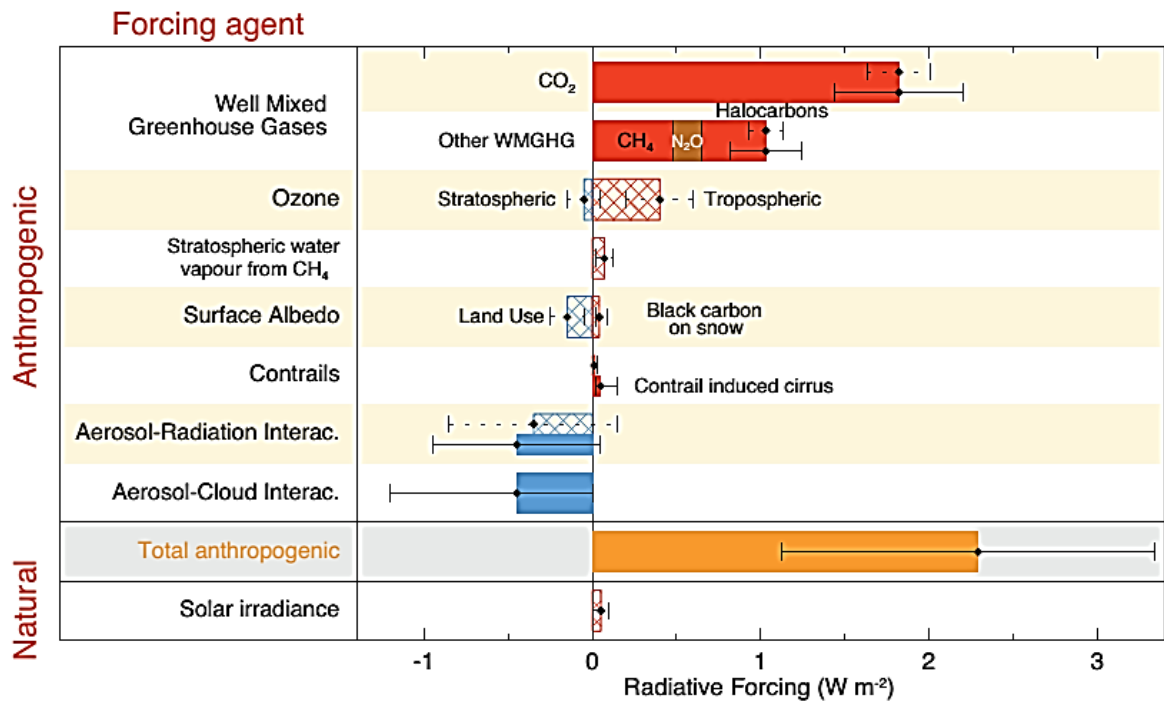 Forcing agent
Anthropogenic
Well Mixed
Greenhouse Gases
CO₂
Halocarbons
Other WMGHG
CH₄
N₂O
Ozone
Stratospheric
Tropospheric
Stratospheric water
vapour from CH₄
Surface Albedo
Land Use
Black carbon
on snow
Contrails
Contrail induced cirrus
Aerosol-Radiation Interac.
Aerosol-Cloud Interac.
Total anthropogenic
Natural
Solar irradiance
-1
0
1
2
3
Radiative Forcing (W m⁻²)